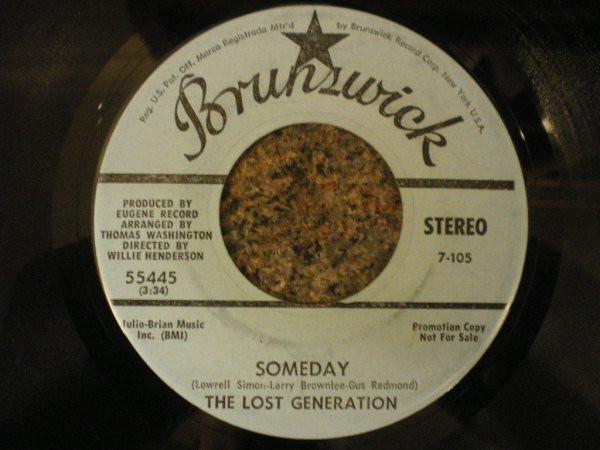 Reg. U.S. Pat. Off. Marca Registrada Mfr'd by Brunswick Record Corp. New York U.S.A.
Brunswick
PRODUCED BY
EUGENE RECORD
ARRANGED BY
THOMAS WASHINGTON
DIRECTED BY
WILLIE HENDERSON
STEREO
7-105
55445
(3:34)
Julio-Brian Music
Inc. (BMI)
Promotion Copy
Not For Sale
SOMEDAY
(Lowrell Simon-Larry Brownlee-Gus Redmond)
THE LOST GENERATION